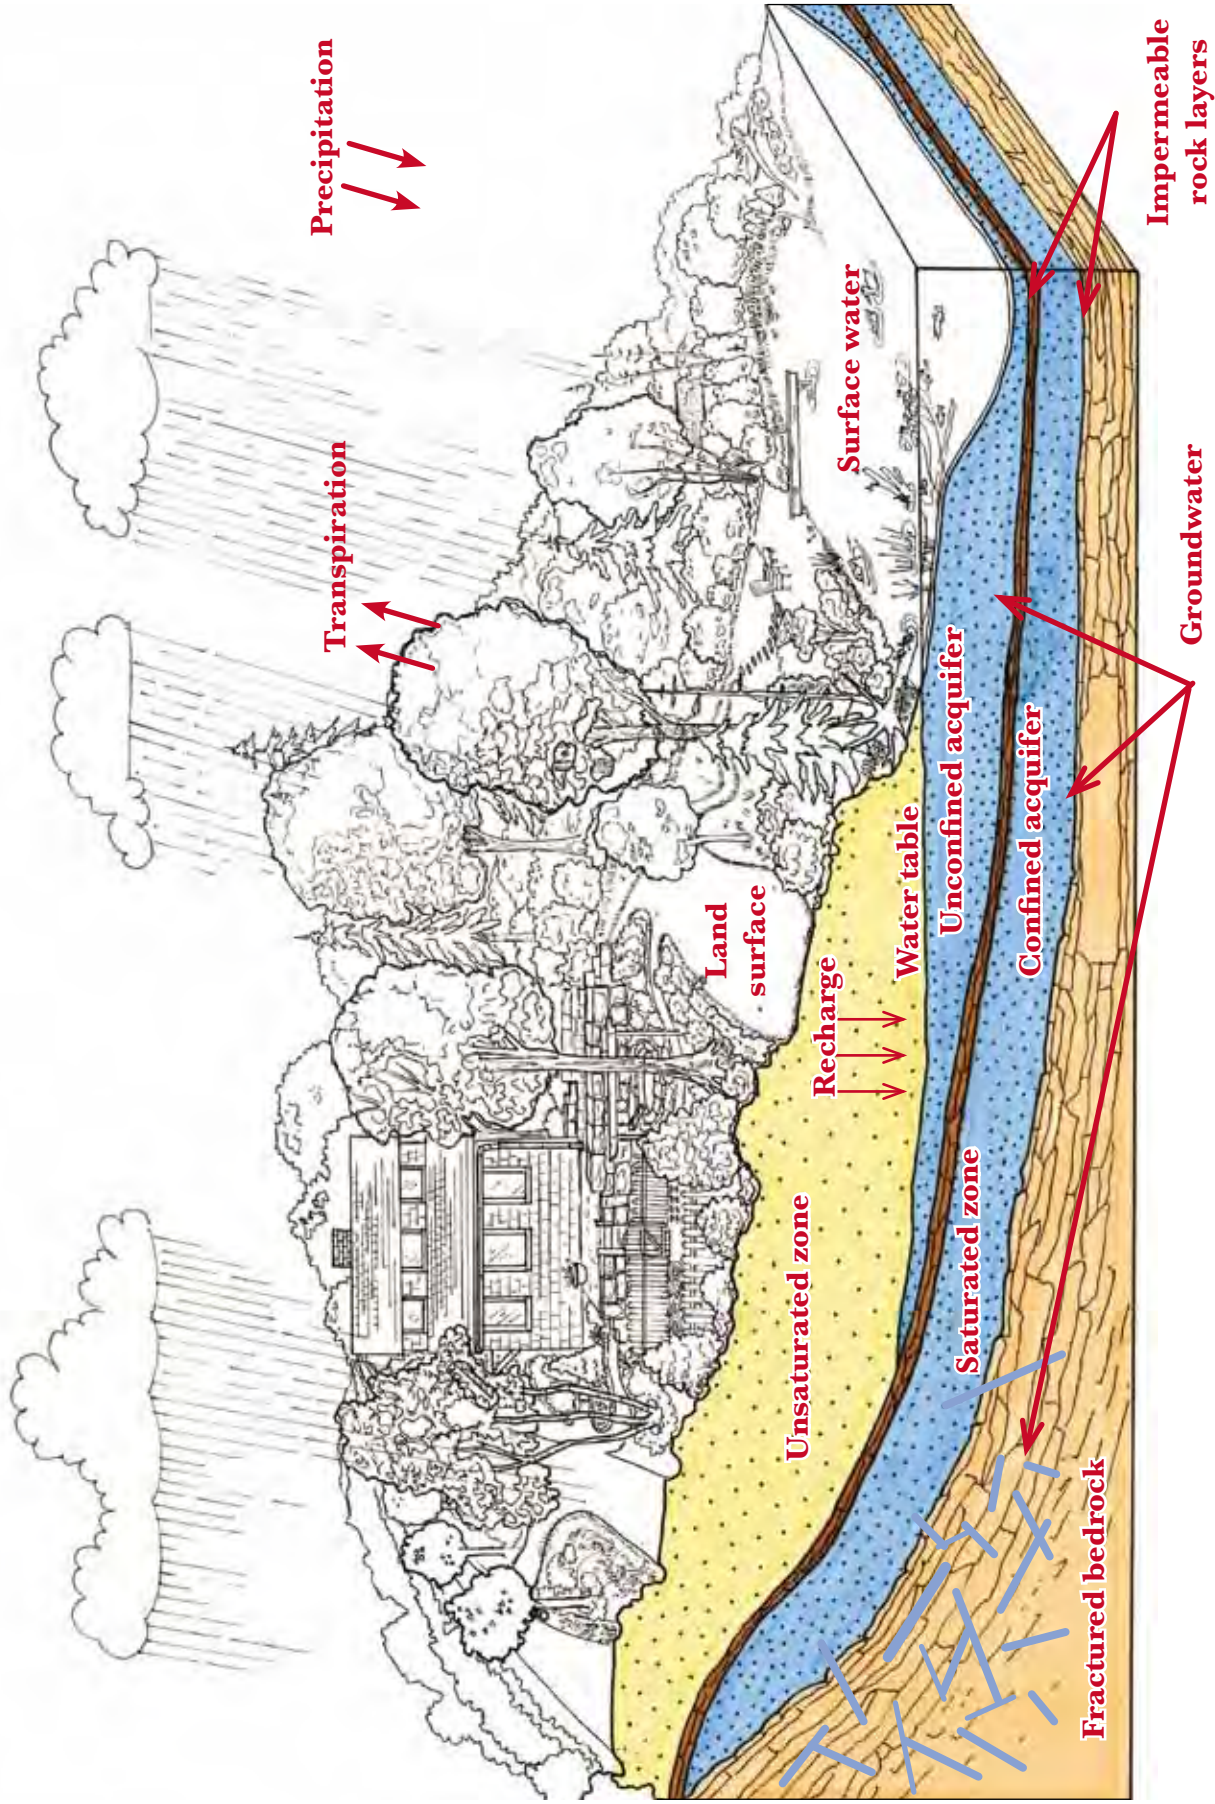 Precipitation
Transpiration
Surface water
Land
surface
Recharge
Water table
Unconfined acquifer
Confined acquifer
Unsaturated zone
Saturated zone
Fractured bedrock
Groundwater
Impermeable
rock layers